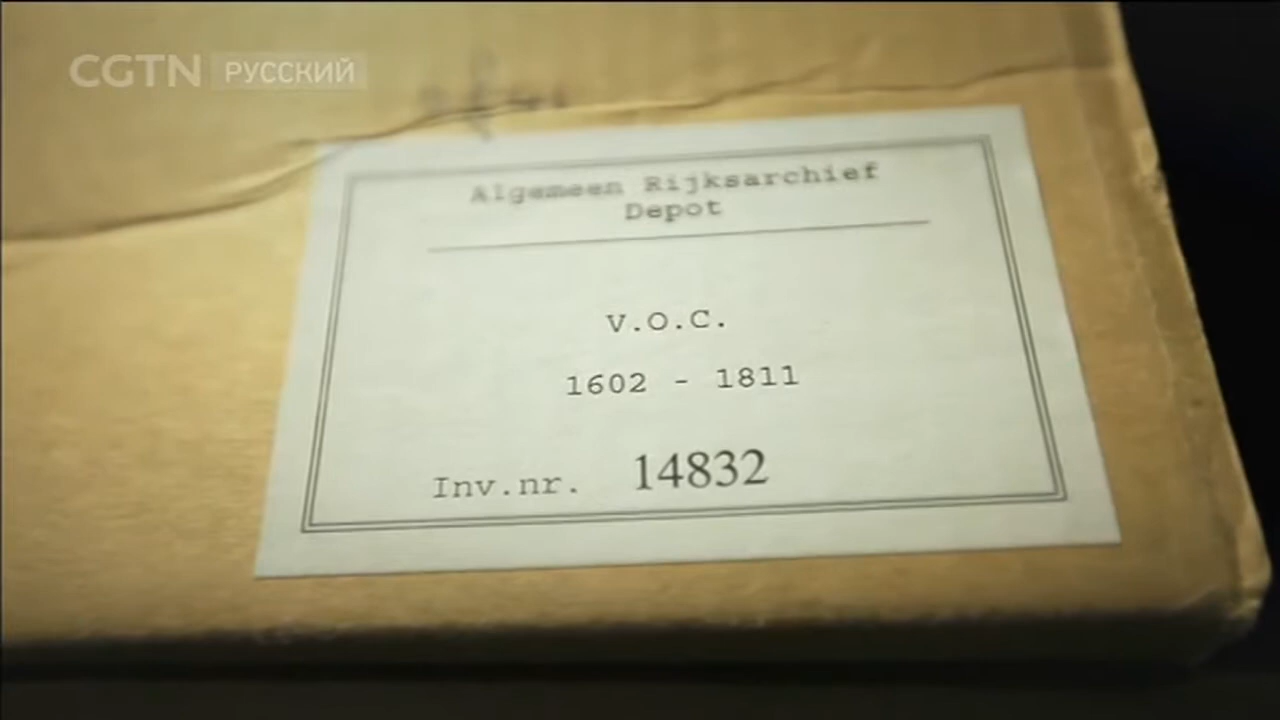 CGTN РУССКИЙ
Algemeen Rijksarchief
Depot
V.O.C.
1602 - 1811
Inv.nr. 14832